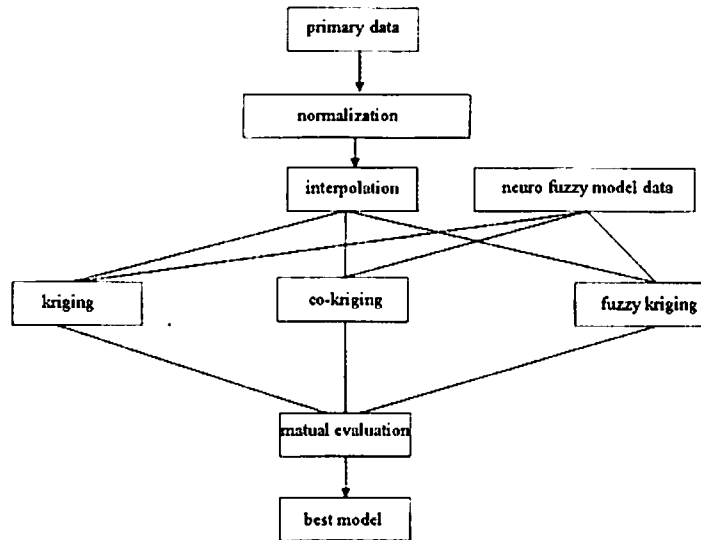 primary data
normalization
interpolation
neuro fuzzy model data
kriging
co-kriging
fuzzy kriging
matual evaluation
best model